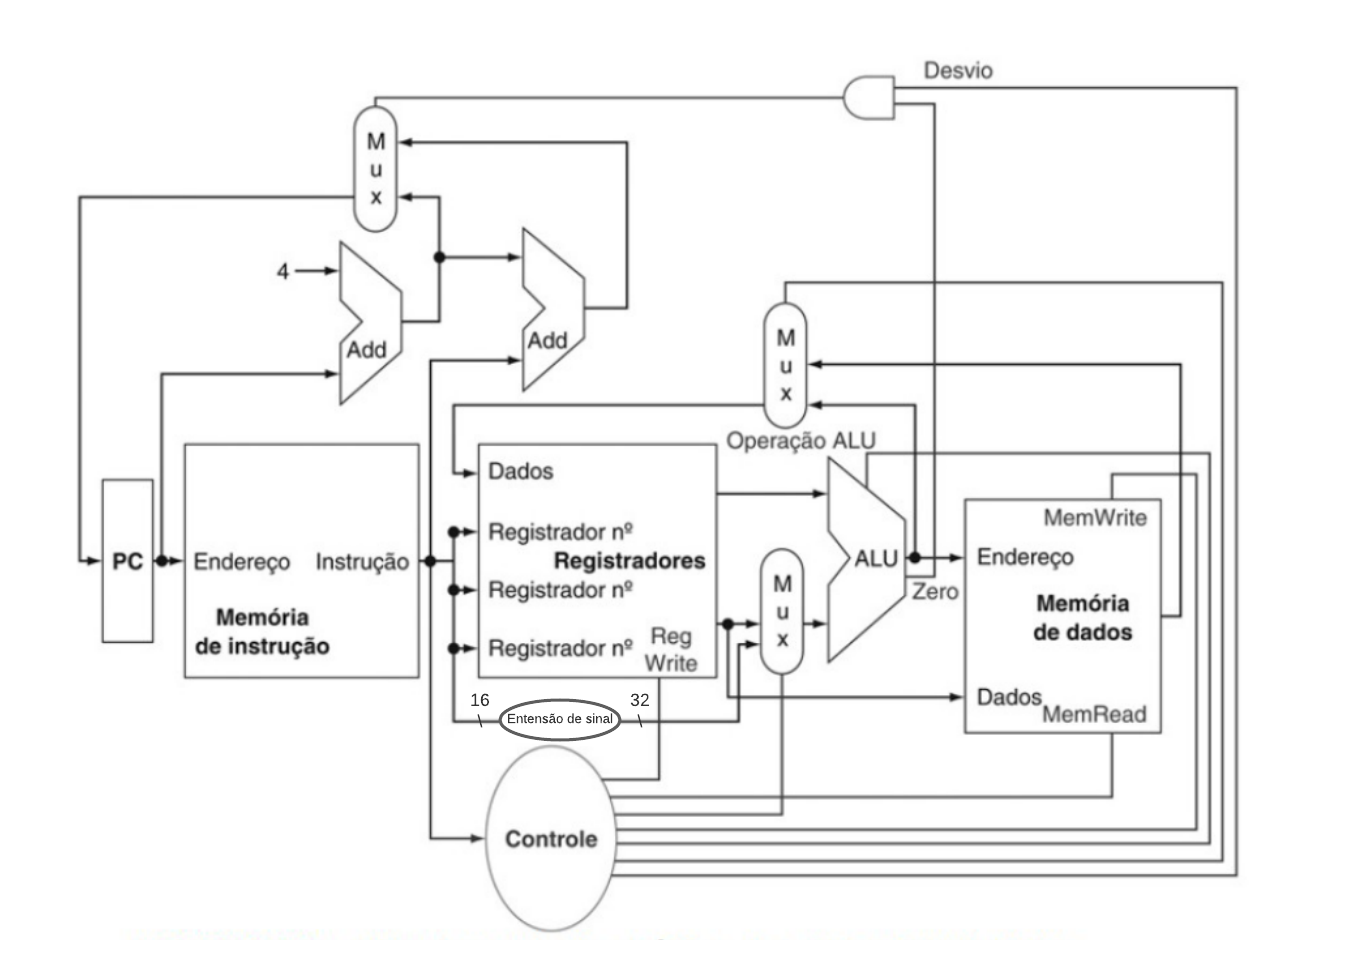 Desvio
M
u
x
4
Add
Add
M
u
x
Operação ALU
Dados
MemWrite
Registrador nº
PC
Endereço
Instrução
Registradores
ALU
Endereço
M
u
x
Registrador nº
Zero
Memória
de instrução
Memória
de dados
Registrador nº
Reg
Write
16
32
Entensão de sinal
Dados
MemRead
Controle